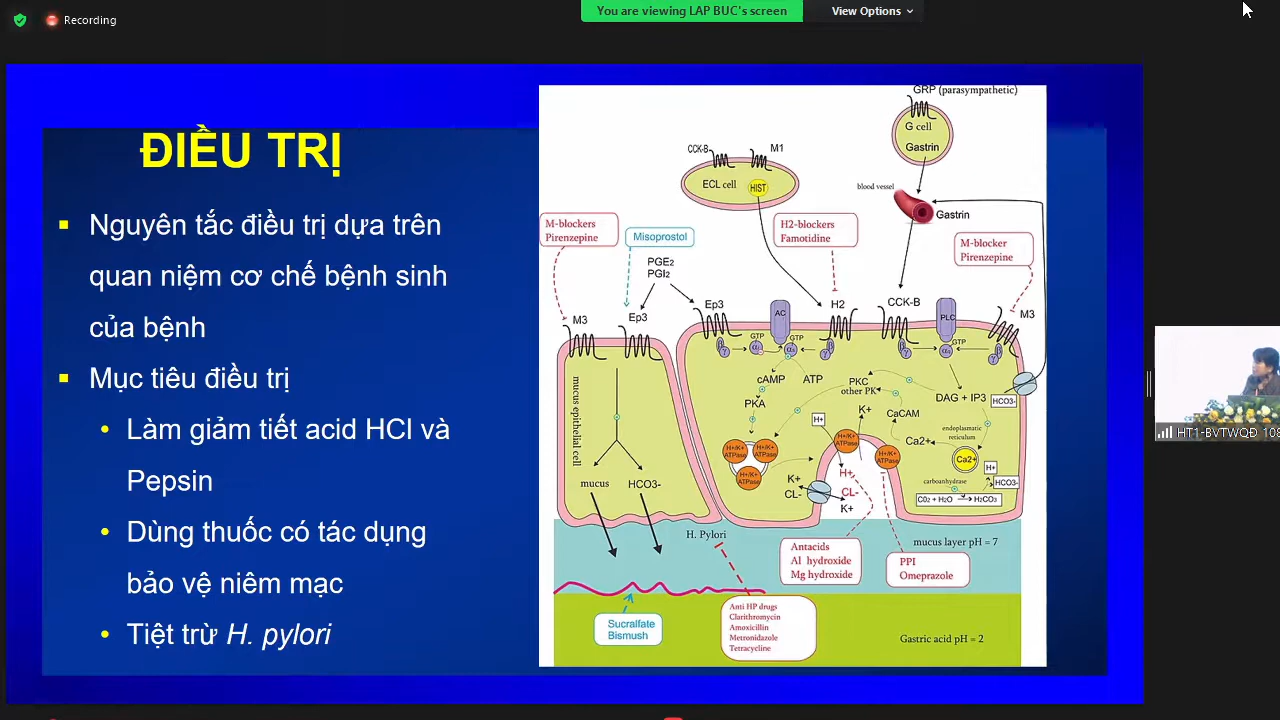 Recording
You are viewing LAP BUC's screen
View Options
ĐIỀU TRỊ
Nguyên tắc điều trị dựa trên
quan niệm cơ chế bệnh sinh
của bệnh
Mục tiêu điều trị
Làm giảm tiết acid HCl và
Pepsin
Dùng thuốc có tác dụng
bảo vệ niêm mạc
Tiệt trừ H. pylori
GRP (parasympathetic)
G cell
Gastrin
CCK-B
M1
ECL cell
HIST
blood vessel
Gastrin
M-blockers
Pirenzepine
Misoprostol
H2-blockers
Famotidine
M-blocker
Pirenzepine
PGE2
PGI2
M3
Ep3
Ep3
AC
H2
CCK-B
PLC
M3
GTP
GTP
cAMP
ATP
PKA
PKC
other PK
DAG + IP3
HCO3-
H+
K+
CaCAM
Ca2+
endoplasmatic
reticulum
Ca2+
H+/K+
ATPase
H+/K+
ATPase
H+/K+
ATPase
H+/K+
ATPase
H+/K+
ATPase
mucus epithelial cell
mucus
HCO3-
K+
CL-
H+
CL-
K+
H+
HCO3-
carboanhydrase
CO2 + H2O
H2CO3
H. Pylori
mucus layer pH = 7
Antacids
Al hydroxide
Mg hydroxide
PPI
Omeprazole
Sucralfate
Bismush
Anti HP drugs
Clarithromycin
Amoxicillin
Metronidazole
Tetracycline
Gastric acid pH = 2
HT1-BVTWQĐ 108